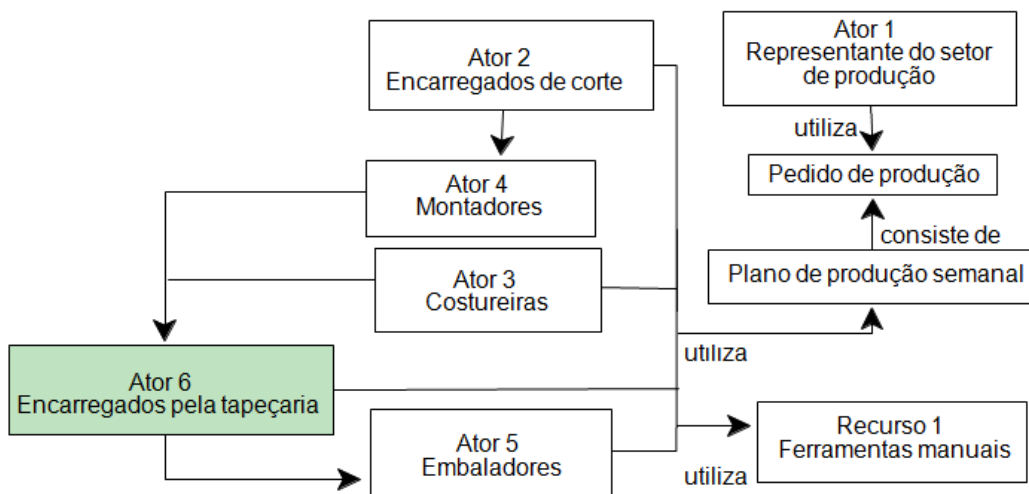 Ator 2
Encarregados de corte
Ator 1
Representante do setor
de produção
utiliza
Pedido de produção
Ator 4
Montadores
consiste de
Plano de produção semanal
Ator 3
Costureiras
utiliza
Ator 6
Encarregados pela tapeçaria
Ator 5
Embaladores
Recurso 1
Ferramentas manuais
utiliza